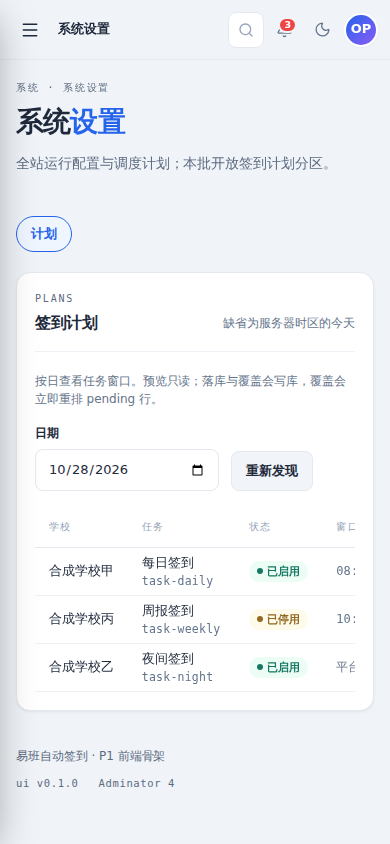 系统设置
3
OP
系统 · 系统设置
系统设置
全站运行配置与调度计划；本批开放签到计划分区。
计划
PLANS
签到计划
缺省为服务器时区的今天
按日查看任务窗口。预览只读；落库与覆盖会写库，覆盖会
立即重排 pending 行。
日期
10/28/2026
重新发现
学校 任务 状态 窗口
合成学校甲 每日签到 已启用 08:
task-daily
合成学校丙 周报签到 已停用 10:
task-weekly
合成学校乙 夜间签到 已启用 平台
task-night
易班自动签到 · P1 前端骨架
ui v0.1.0 Adminator 4